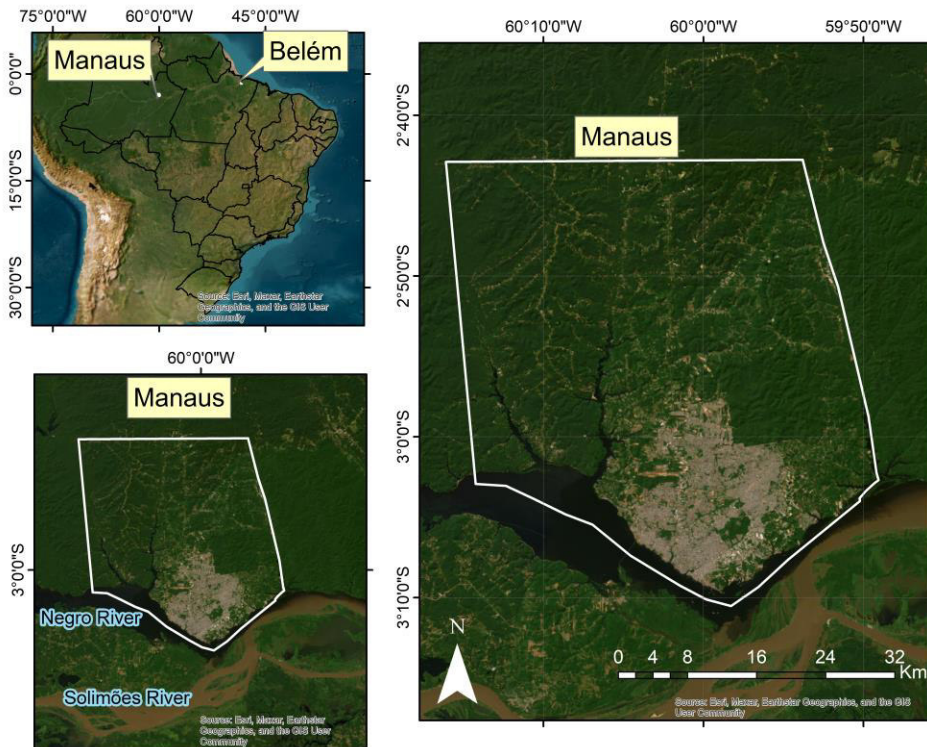 75°0'0"W 60°0'0"W 45°0'0"W
0°0'0"
15°0'0"S
30°0'0"S
Manaus
Belém
Source: Esri, Maxar, Earthstar
Geographics, and the GIS User
Community
60°0'0"W
Manaus
3°0'0"S
Negro River
Solimões River
Source: Esri, Maxar, Earthstar
Geographics, and the GIS User
Community
60°10'0"W 60°0'0"W 59°50'0"W
2°40'0"S
2°50'0"S
3°0'0"S
3°10'0"S
Manaus
N
0 4 8 16 24 32
Km
Source: Esri, Maxar, Earthstar Geographics, and the GIS
User Community